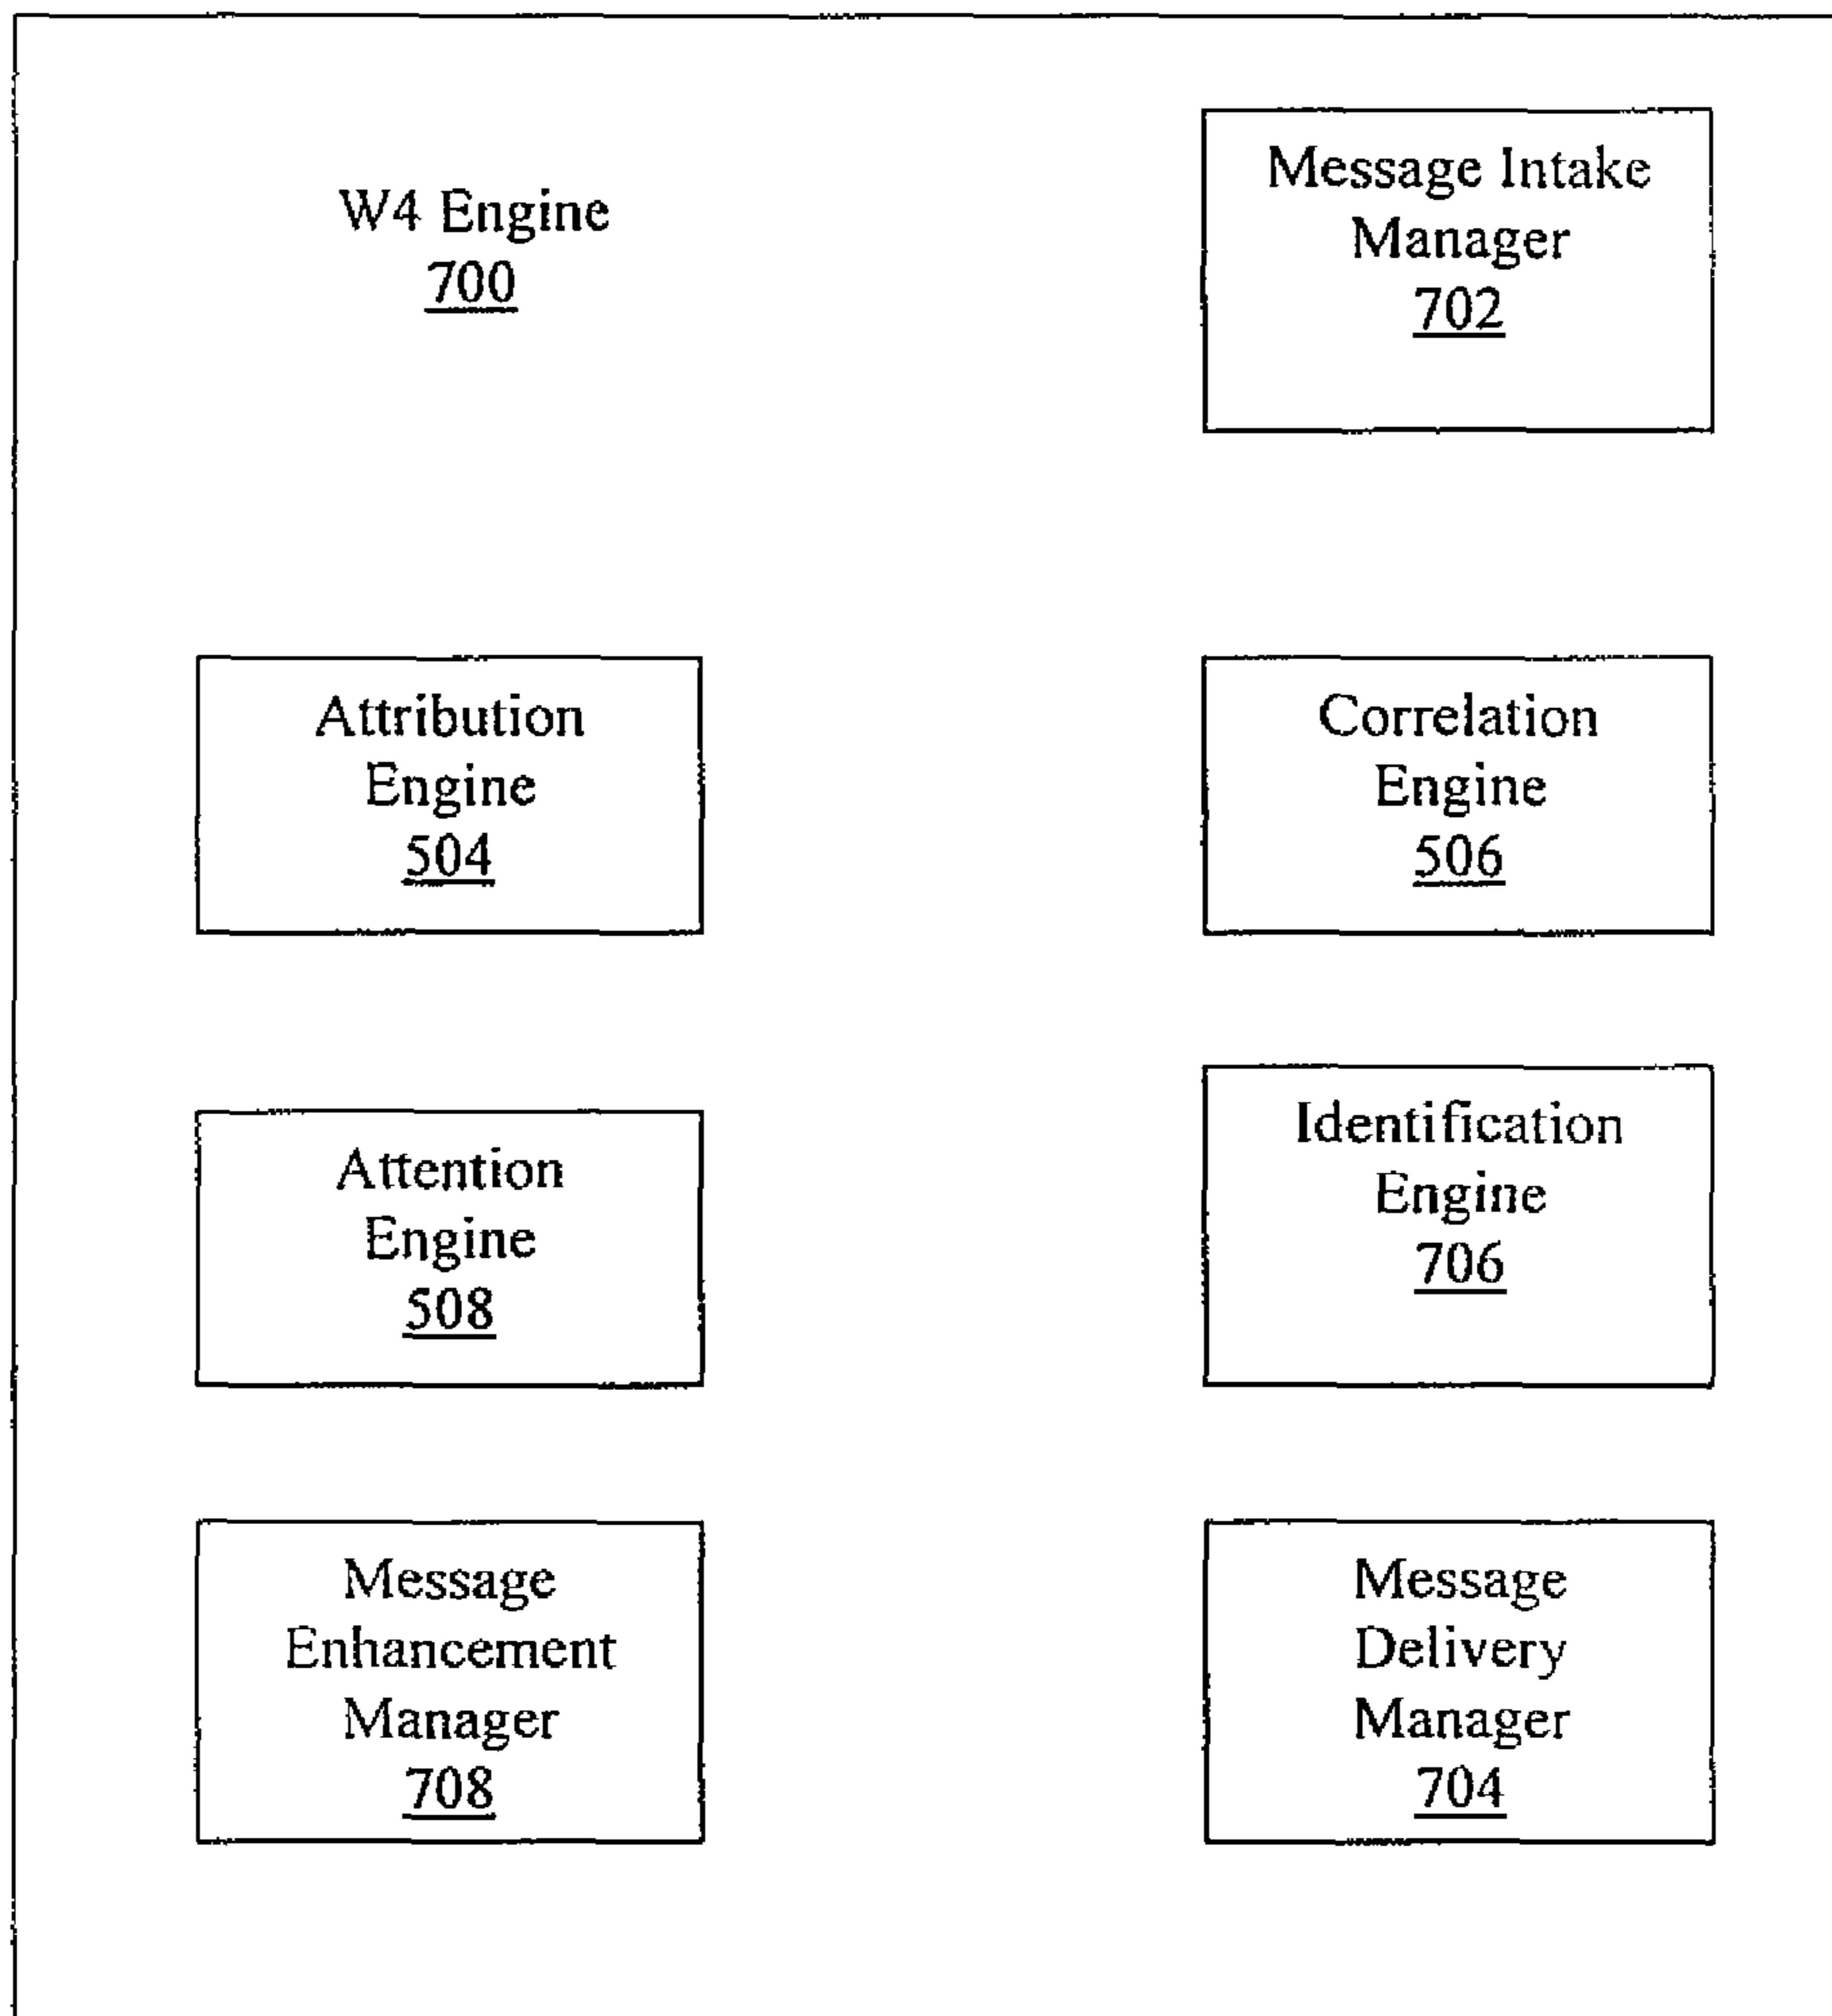 W4 Engine
700
Message Intake
Manager
702
Attribution
Engine
504
Correlation
Engine
506
Attention
Engine
508
Identification
Engine
706
Message
Enhancement
Manager
708
Message
Delivery
Manager
704